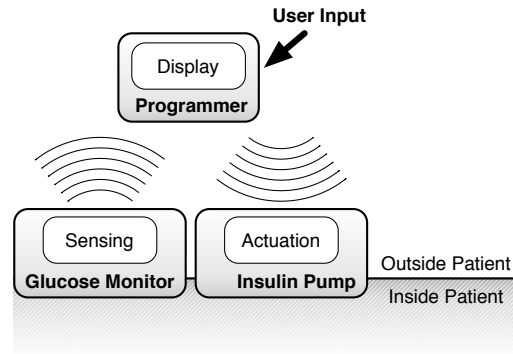 User Input
Display
Programmer
Sensing
Glucose Monitor
Actuation
Insulin Pump
Outside Patient
Inside Patient